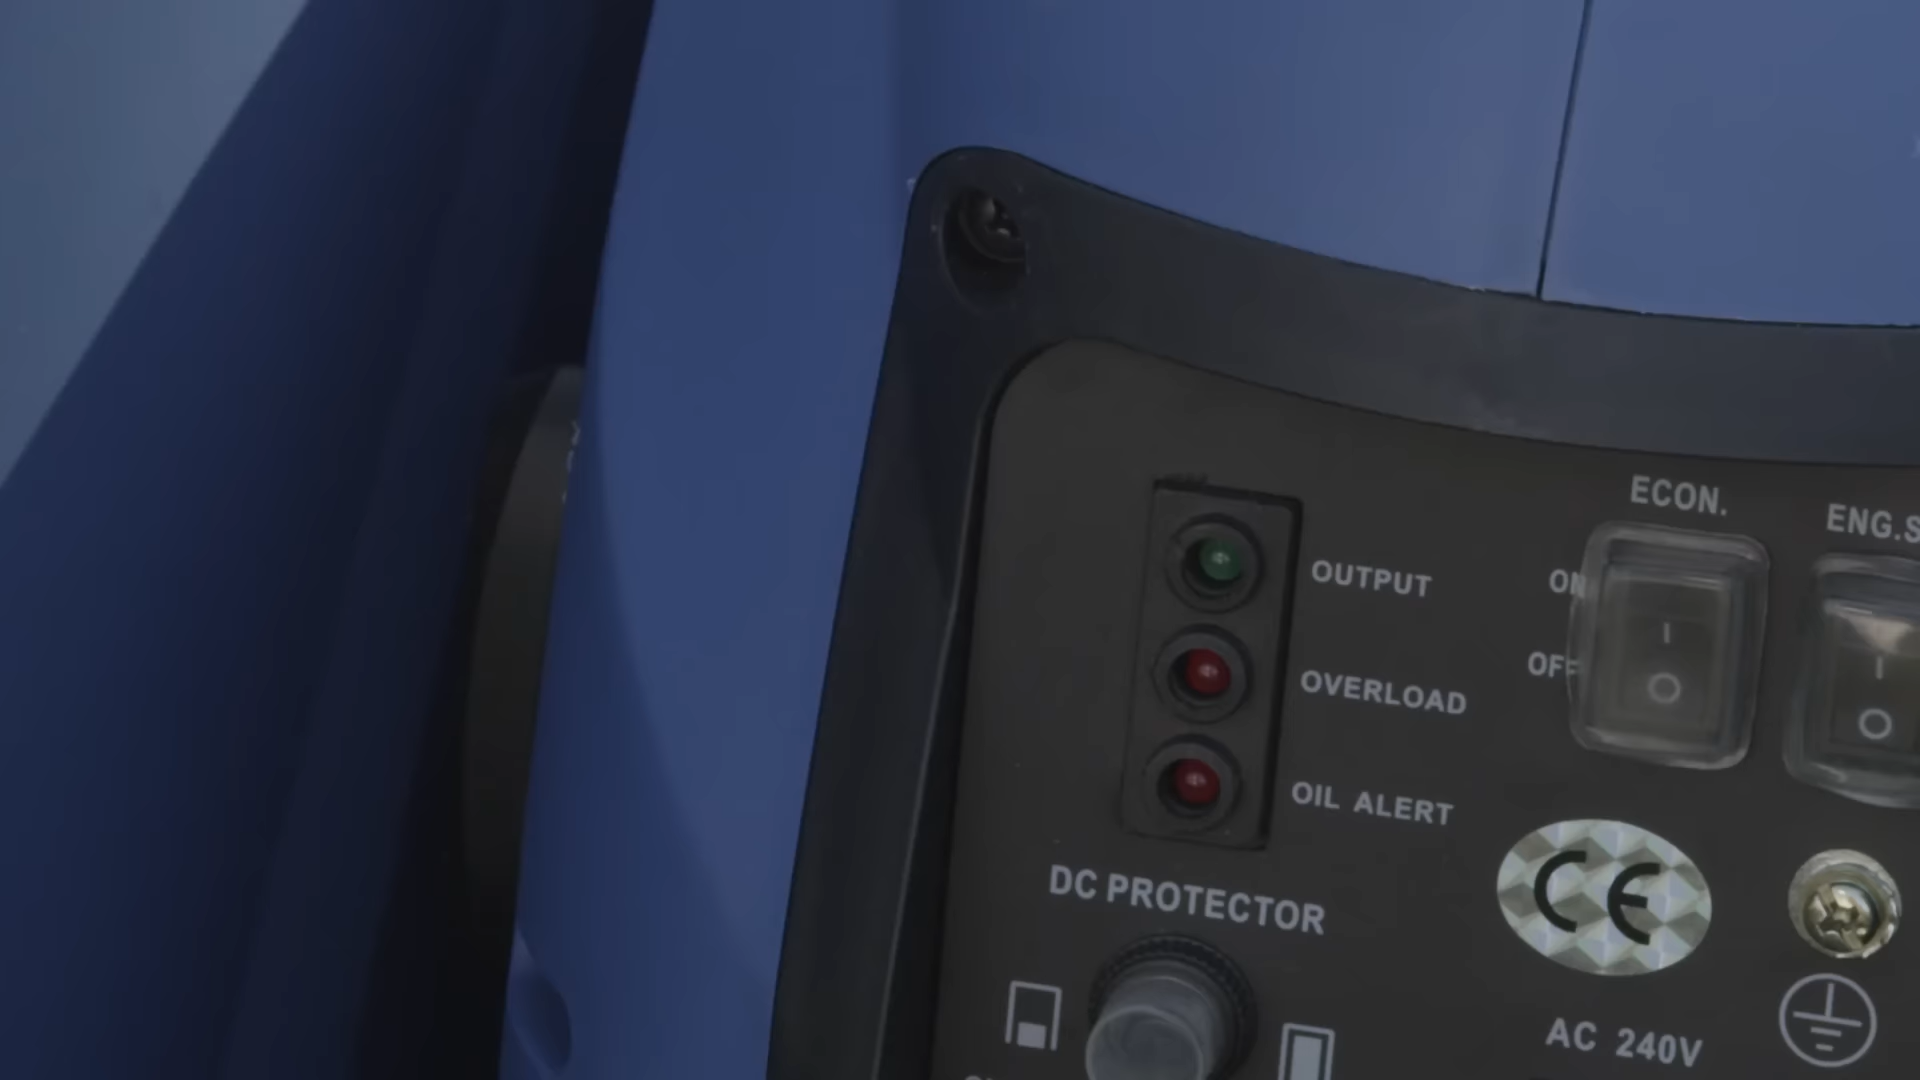 ECON.
OUTPUT
ON
OFF
OVERLOAD
OIL ALERT
DC PROTECTOR
CE
AC 240V